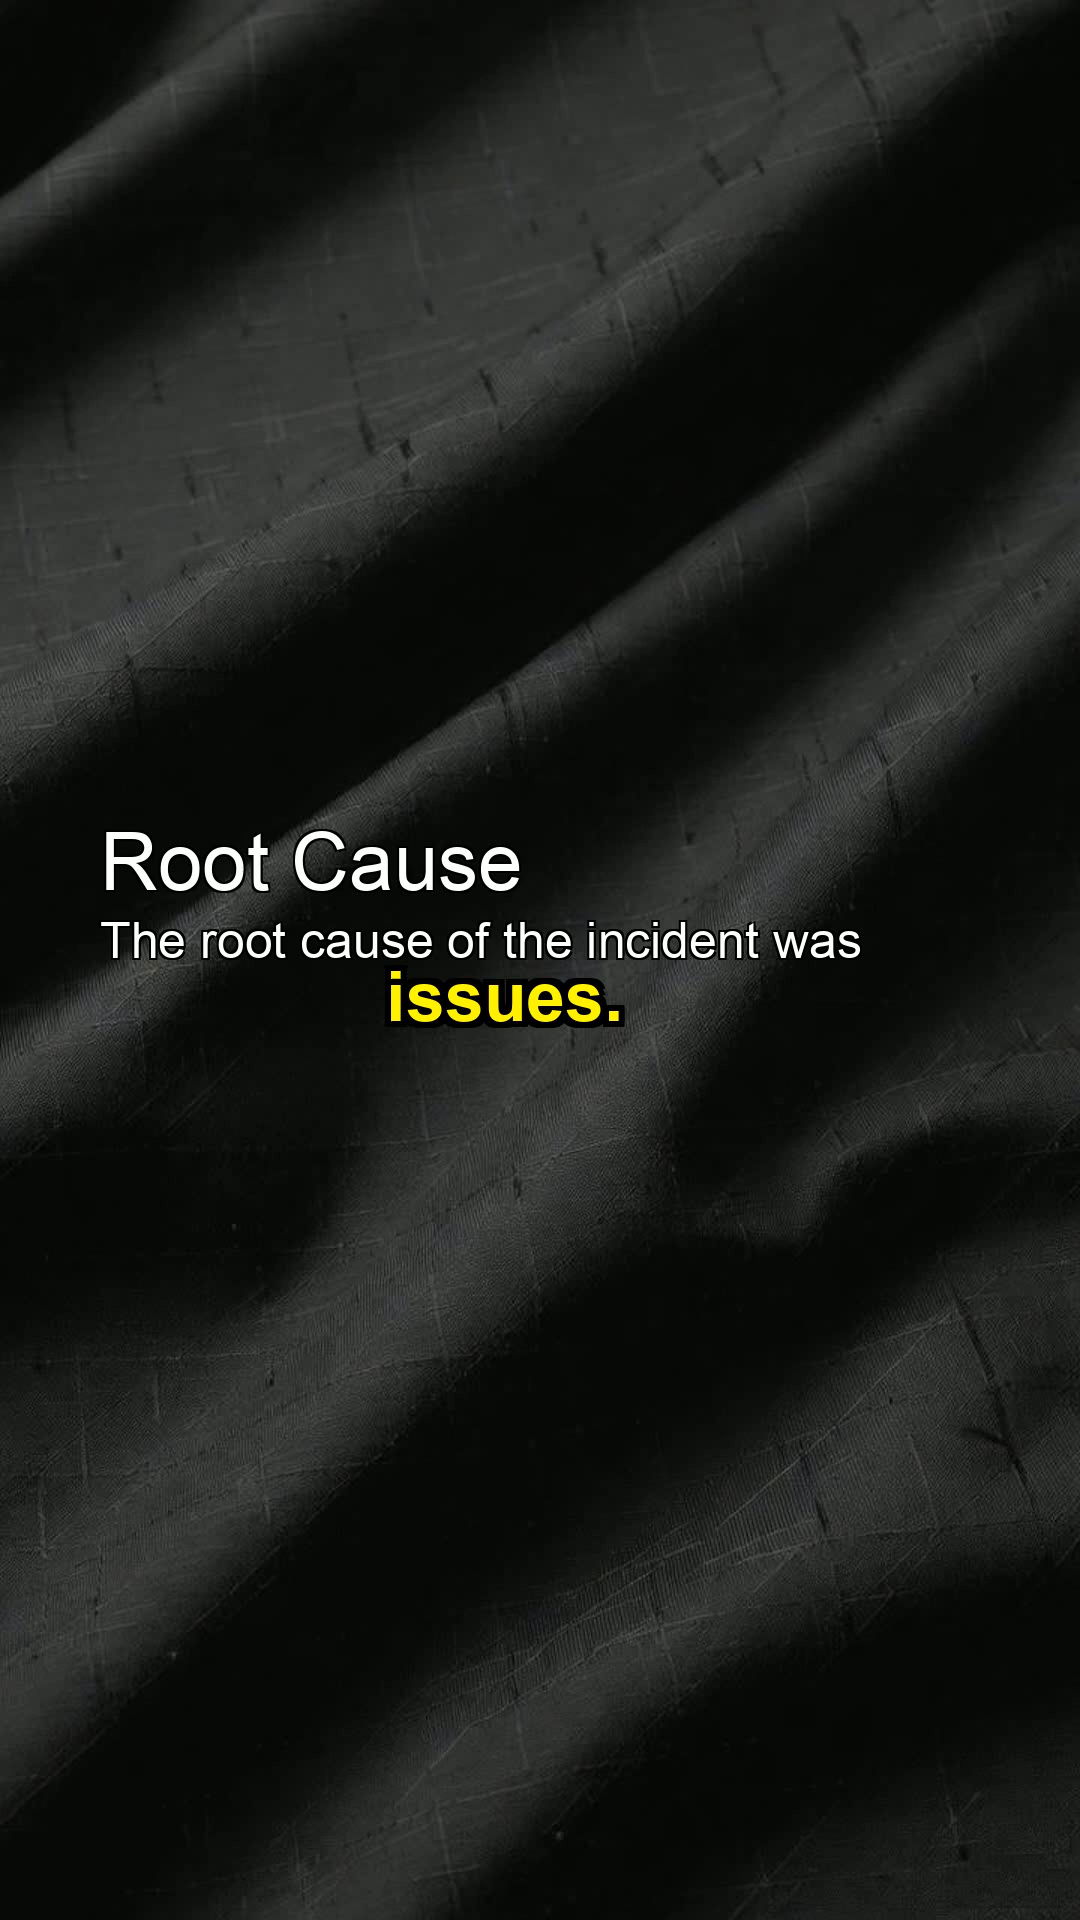 Root Cause
The root cause of the incident was
issues.